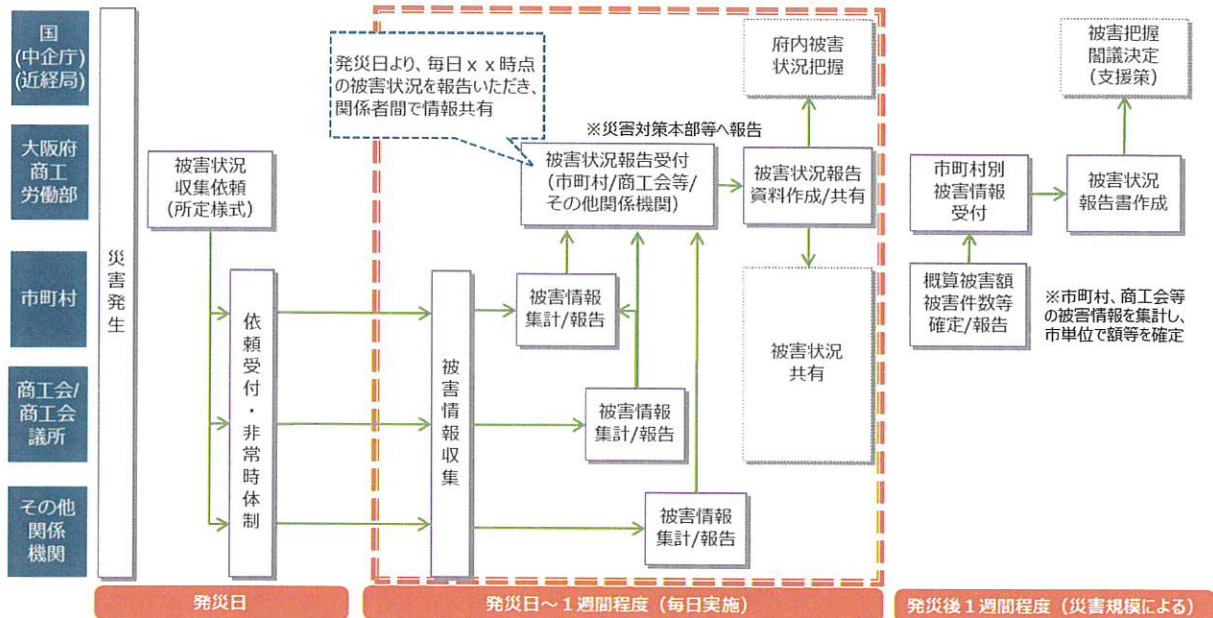 国
(中企庁)
(近経局)
大阪府
商工
労働部
市町村
商工会/
商工会
議所
その他
関係
機関
災害発生
被害状況
収集依頼
(所定様式)
依頼受付・非常時体制
発災日より、毎日ｘｘ時点
の被害状況を報告いただき、
関係者間で情報共有
※災害対策本部等へ報告
被害状況報告受付
(市町村/商工会等/
その他関係機関)
被害情報収集
被害情報
集計/報告
被害情報
集計/報告
被害情報
集計/報告
府内被害
状況把握
被害状況報告
資料作成/共有
被害状況
共有
市町村別
被害情報
受付
概算被害額
被害件数等
確定/報告
被害把握
閣議決定
(支援策)
被害状況
報告書作成
※市町村、商工会等
の被害情報を集計し、
市単位で額等を確定
発災日
発災日～１週間程度（毎日実施）
発災後１週間程度（災害規模による）